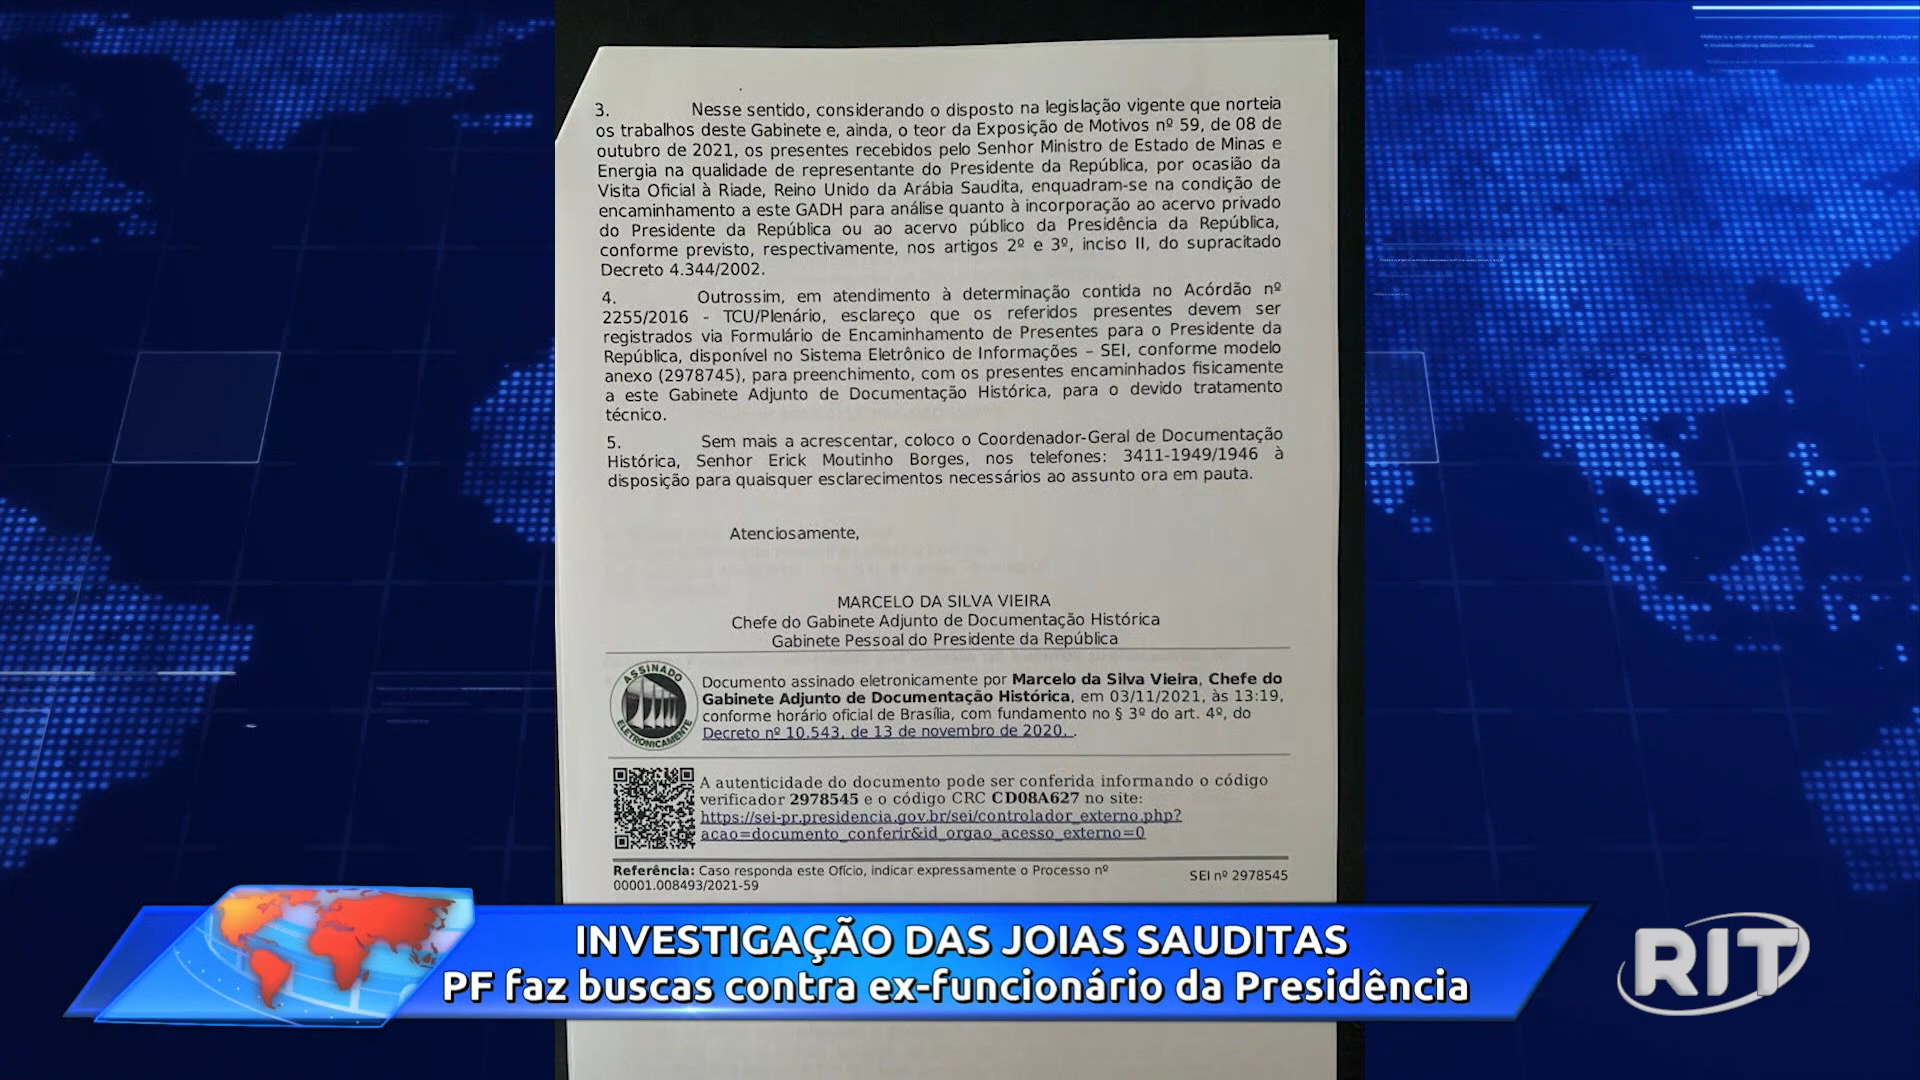 3. Nesse sentido, considerando o disposto na legislação vigente que norteia
os trabalhos deste Gabinete e, ainda, o teor da Exposição de Motivos nº 59, de 08 de
outubro de 2021, os presentes recebidos pelo Senhor Ministro de Estado de Minas e
Energia na qualidade de representante do Presidente da República, por ocasião da
Visita Oficial à Riade, Reino Unido da Arábia Saudita, enquadram-se na condição de
encaminhamento a este GADH para análise quanto à incorporação ao acervo privado
do Presidente da República ou ao acervo público da Presidência da República,
conforme previsto, respectivamente, nos artigos 2º e 3º, inciso II, do supracitado
Decreto 4.344/2002.
4. Outrossim, em atendimento à determinação contida no Acórdão nº
2255/2016 - TCU/Plenário, esclareço que os referidos presentes devem ser
registrados via Formulário de Encaminhamento de Presentes para o Presidente da
República, disponível no Sistema Eletrônico de Informações – SEI, conforme modelo
anexo (2978745), para preenchimento, com os presentes encaminhados fisicamente
a este Gabinete Adjunto de Documentação Histórica, para o devido tratamento
técnico.
5. Sem mais a acrescentar, coloco o Coordenador-Geral de Documentação
Histórica, Senhor Erick Moutinho Borges, nos telefones: 3411-1949/1946 à
disposição para quaisquer esclarecimentos necessários ao assunto ora em pauta.
Atenciosamente,
MARCELO DA SILVA VIEIRA
Chefe do Gabinete Adjunto de Documentação Histórica
Gabinete Pessoal do Presidente da República
ASSINADO ELETRONICAMENTE
Documento assinado eletronicamente por Marcelo da Silva Vieira, Chefe do
Gabinete Adjunto de Documentação Histórica, em 03/11/2021, às 13:19,
conforme horário oficial de Brasília, com fundamento no § 3º do art. 4º, do
Decreto nº 10.543, de 13 de novembro de 2020. .
A autenticidade do documento pode ser conferida informando o código
verificador 2978545 e o código CRC CD08A627 no site:
https://sei-pr.presidencia.gov.br/sei/controlador_externo.php?
acao=documento_conferir&id_orgao_acesso_externo=0
Referência: Caso responda este Ofício, indicar expressamente o Processo nº
00001.008493/2021-59
SEI nº 2978545
INVESTIGAÇÃO DAS JOIAS SAUDITAS
PF faz buscas contra ex-funcionário da Presidência
RIT